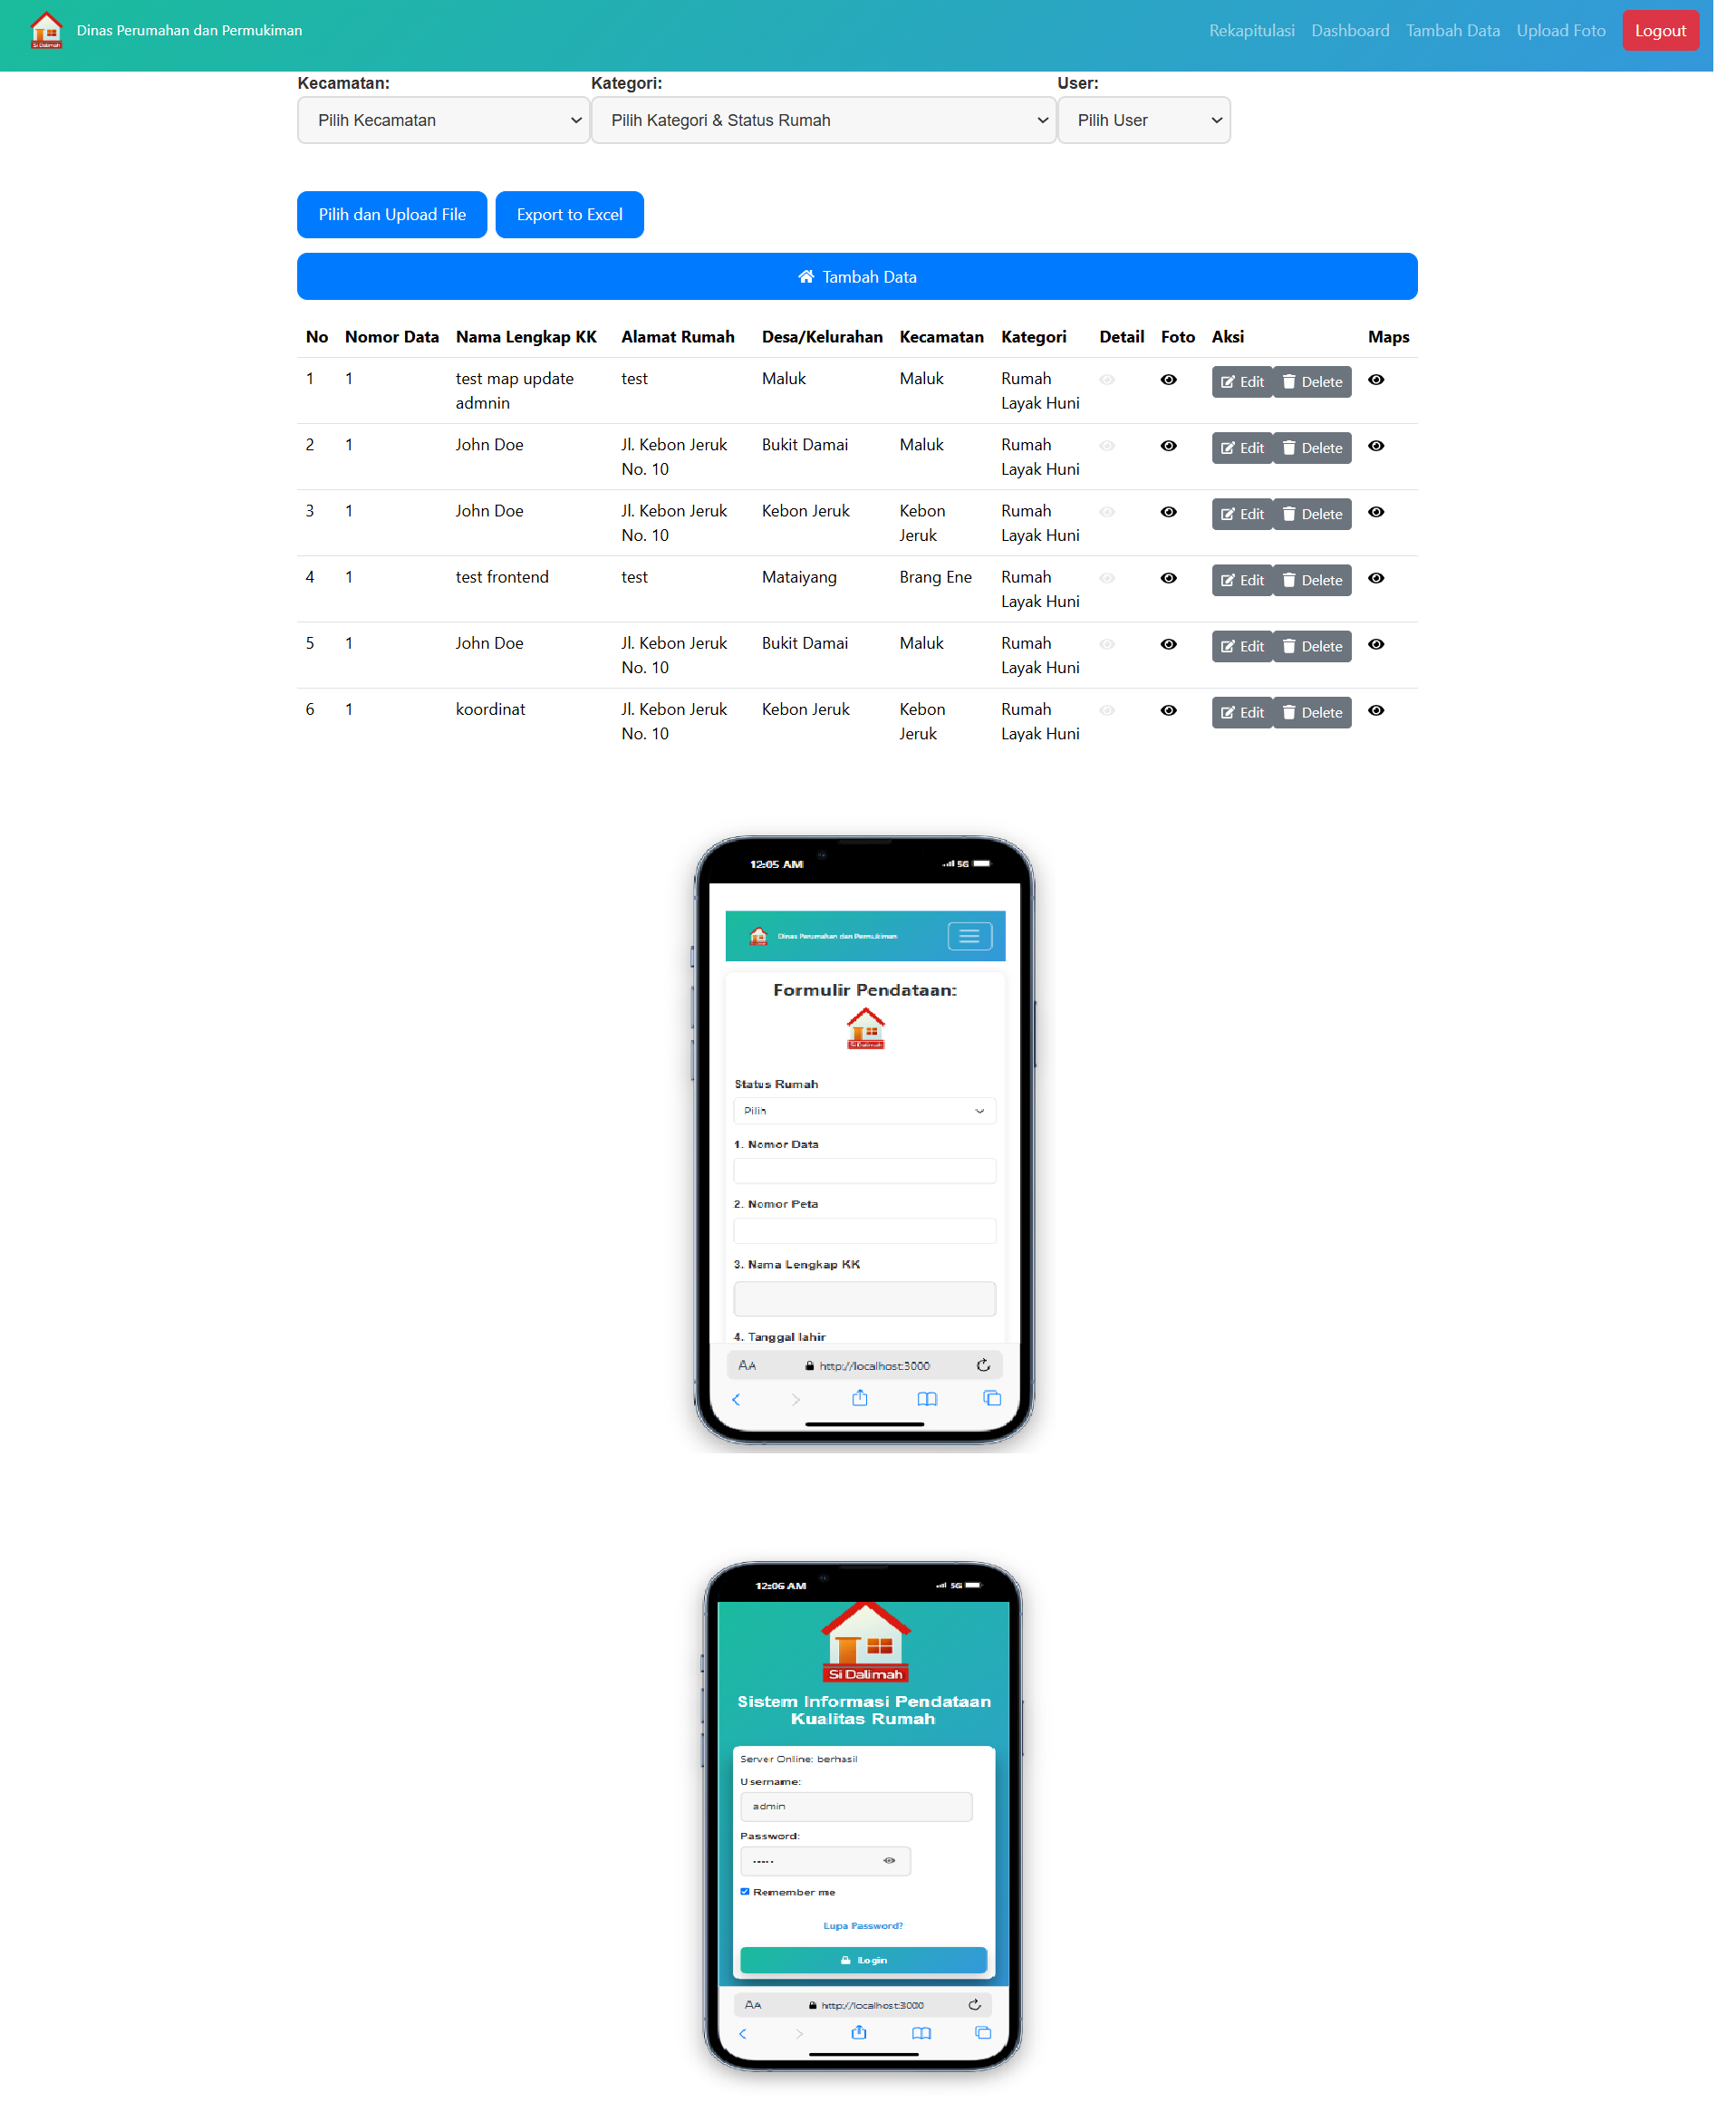 Si Dalimah
Dinas Perumahan dan Permukiman
Rekapitulasi Dashboard Tambah Data Upload Foto Logout
Kecamatan: Kategori: User:
Pilih Kecamatan Pilih Kategori & Status Rumah Pilih User
Pilih dan Upload File Export to Excel
Tambah Data
No Nomor Data Nama Lengkap KK Alamat Rumah Desa/Kelurahan Kecamatan Kategori Detail Foto Aksi Maps
1 1 test map update test Maluk Maluk Rumah Edit Delete
admnin Layak Huni
2 1 John Doe Jl. Kebon Jeruk Bukit Damai Maluk Rumah Edit Delete
No. 10 Layak Huni
3 1 John Doe Jl. Kebon Jeruk Kebon Jeruk Kebon Rumah Edit Delete
No. 10 Jeruk Layak Huni
4 1 test frontend test Mataiyang Brang Ene Rumah Edit Delete
Layak Huni
5 1 John Doe Jl. Kebon Jeruk Bukit Damai Maluk Rumah Edit Delete
No. 10 Layak Huni
6 1 koordinat Jl. Kebon Jeruk Kebon Jeruk Kebon Rumah Edit Delete
No. 10 Jeruk Layak Huni
12:05 AM 5G
Dinas Perumahan dan Permukiman
Formulir Pendataan:
Si Dalimah
Status Rumah
Pilih
1. Nomor Data
2. Nomor Peta
3. Nama Lengkap KK
4. Tanggal lahir
AA http://localhost:3000
12:06 AM 5G
Si Dalimah
Sistem Informasi Pendataan
Kualitas Rumah
Server Online: berhasil
Username:
admin
Password:
•••••
Remember me
Lupa Password?
Login
AA http://localhost:3000